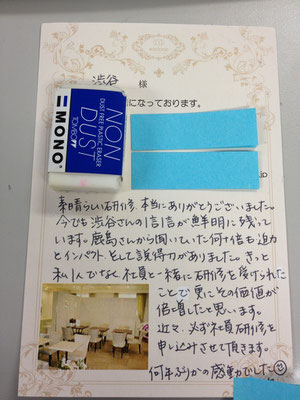 渋谷 様
になっております。
NON
DUST
DUST FREE PLASTIC ERASER
TOMBOW
MONO
素晴らしい研修、本当にありがとうございました。
今でも渋谷さんの1言1言が鮮明に残って
います。鹿島さんから聞いていた何十倍も迫力
とインパクト、そして説得力がありました。きっと
私1人でなく、社員と一緒に研修を受けられた
ことで更にその価値が
倍増したと思います。
近々、必ず社員研修を
申し込みさせて頂きます。
何年ぶりかの感動でした